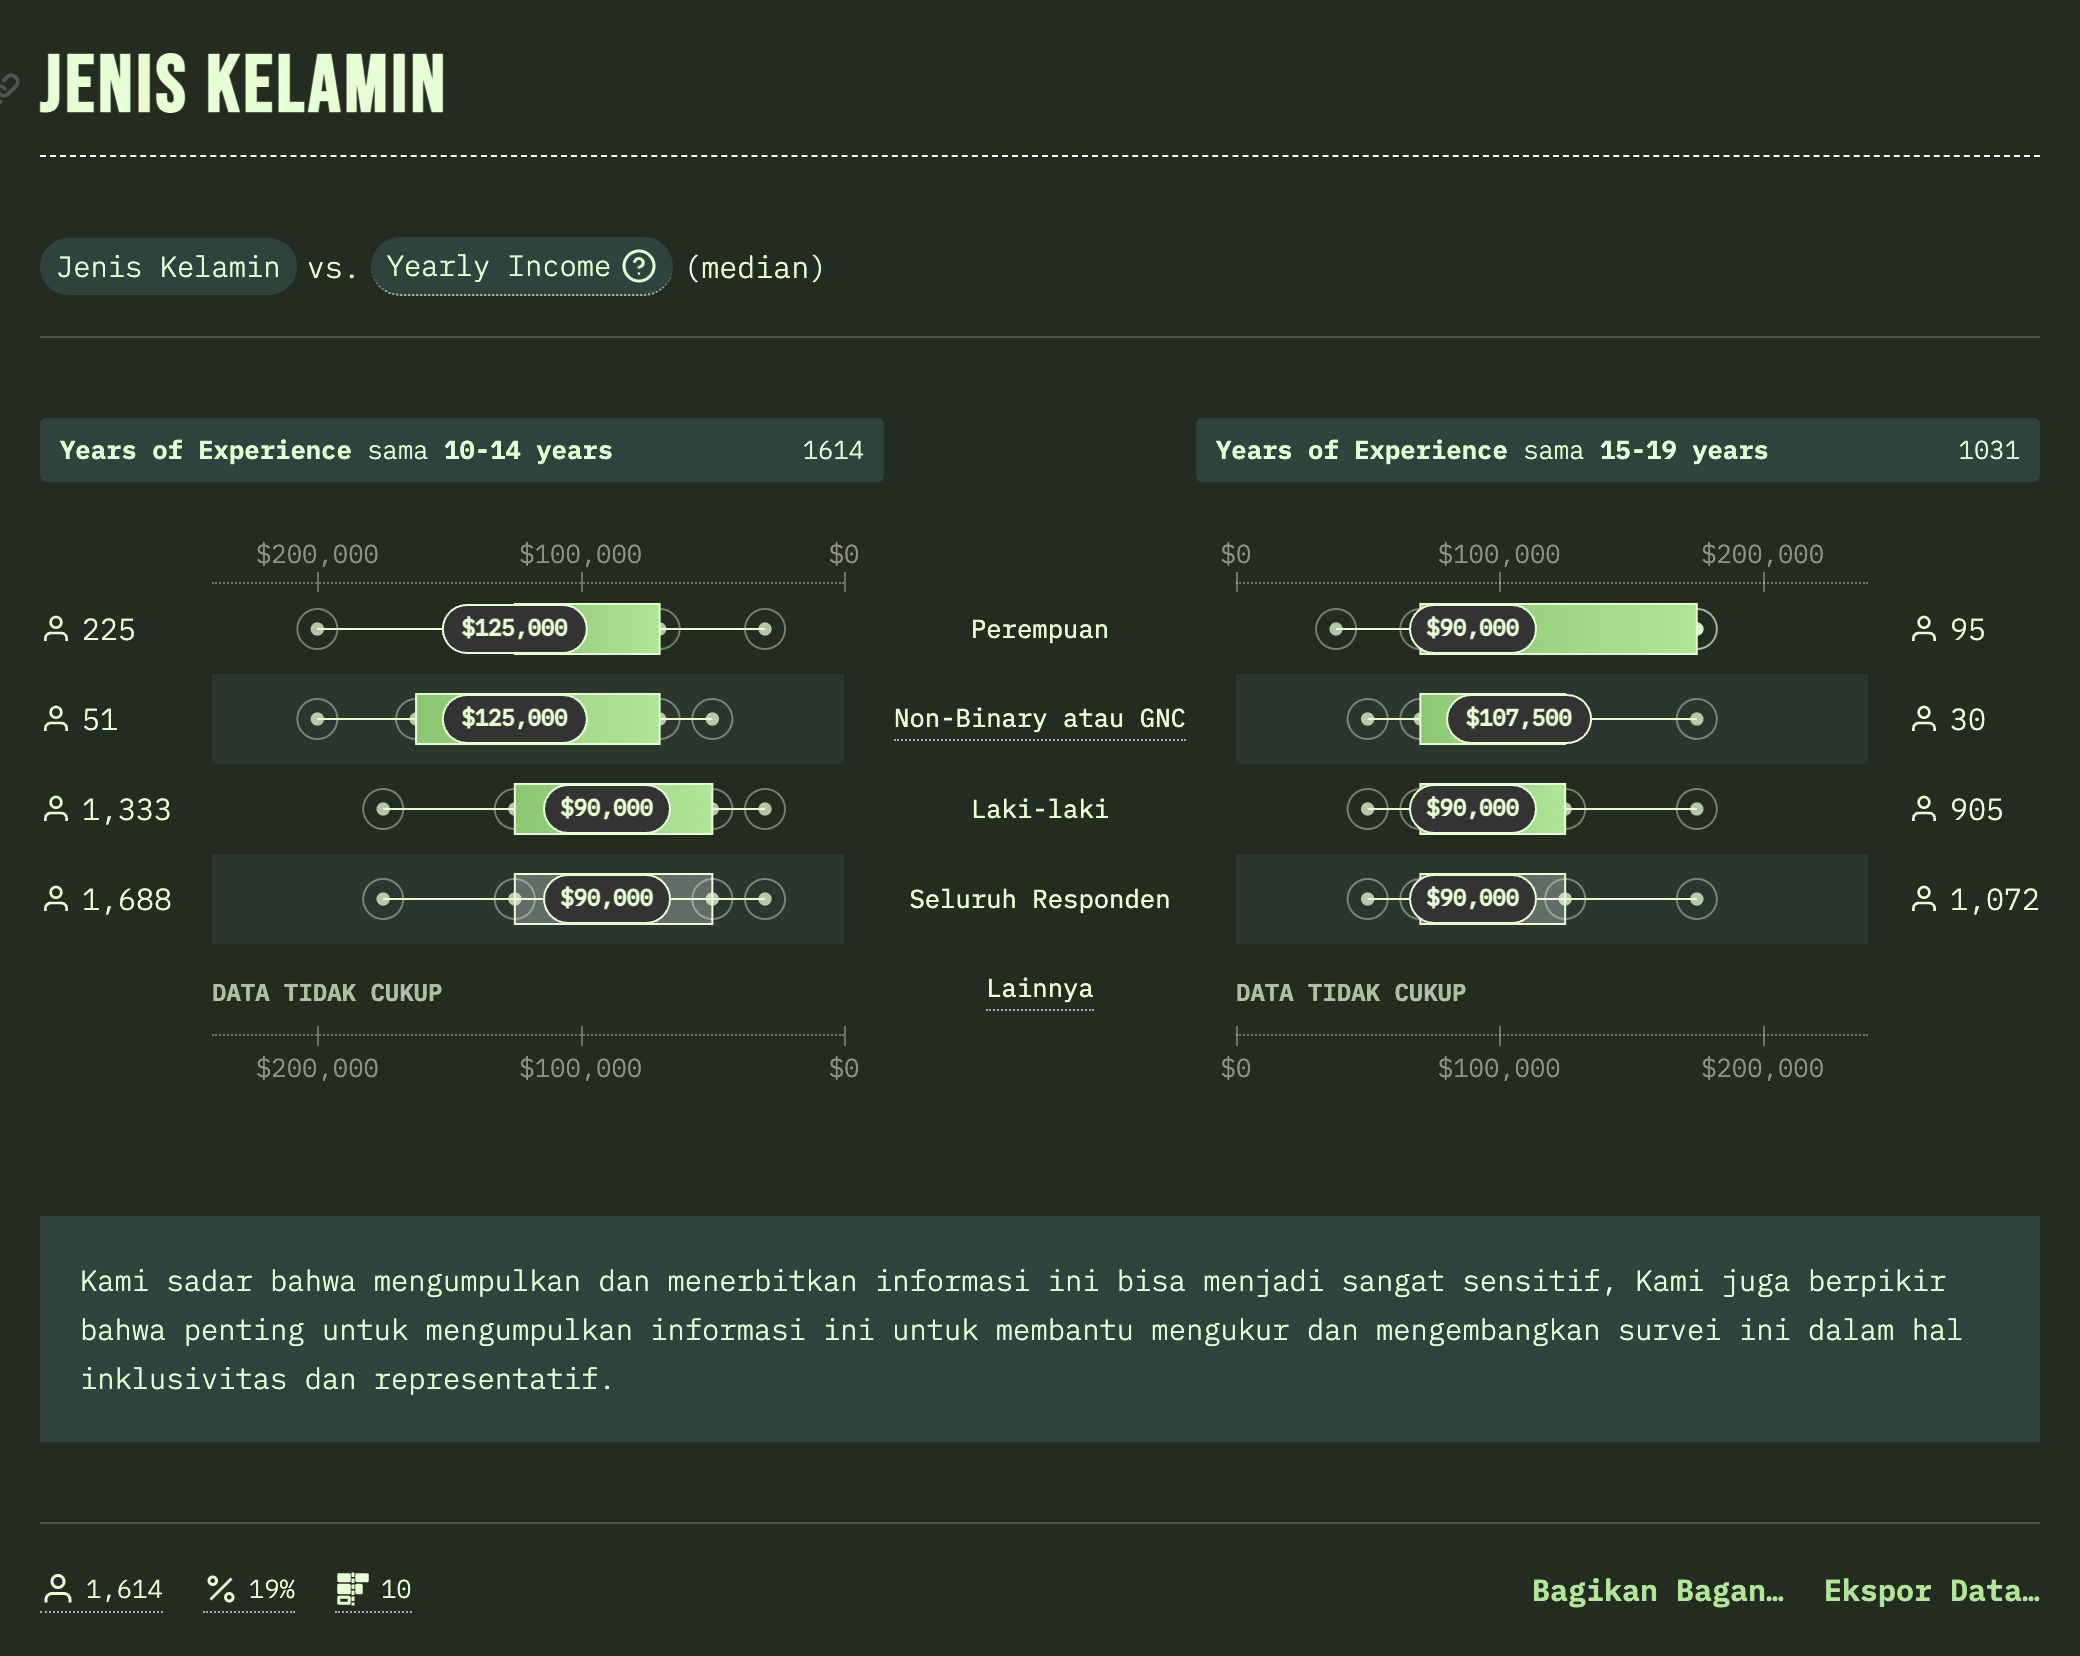 JENIS KELAMIN
Jenis Kelamin vs. Yearly Income (median)
Years of Experience sama 10-14 years 1614
Years of Experience sama 15-19 years 1031
$200,000 $100,000 $0
$0 $100,000 $200,000
225 $125,000 Perempuan $90,000 95
51 $125,000 Non-Binary atau GNC $107,500 30
1,333 $90,000 Laki-laki $90,000 905
1,688 $90,000 Seluruh Responden $90,000 1,072
DATA TIDAK CUKUP Lainnya DATA TIDAK CUKUP
$200,000 $100,000 $0
$0 $100,000 $200,000
Kami sadar bahwa mengumpulkan dan menerbitkan informasi ini bisa menjadi sangat sensitif, Kami juga berpikir
bahwa penting untuk mengumpulkan informasi ini untuk membantu mengukur dan mengembangkan survei ini dalam hal
inklusivitas dan representatif.
1,614 19% 10 Bagikan Bagan… Ekspor Data…